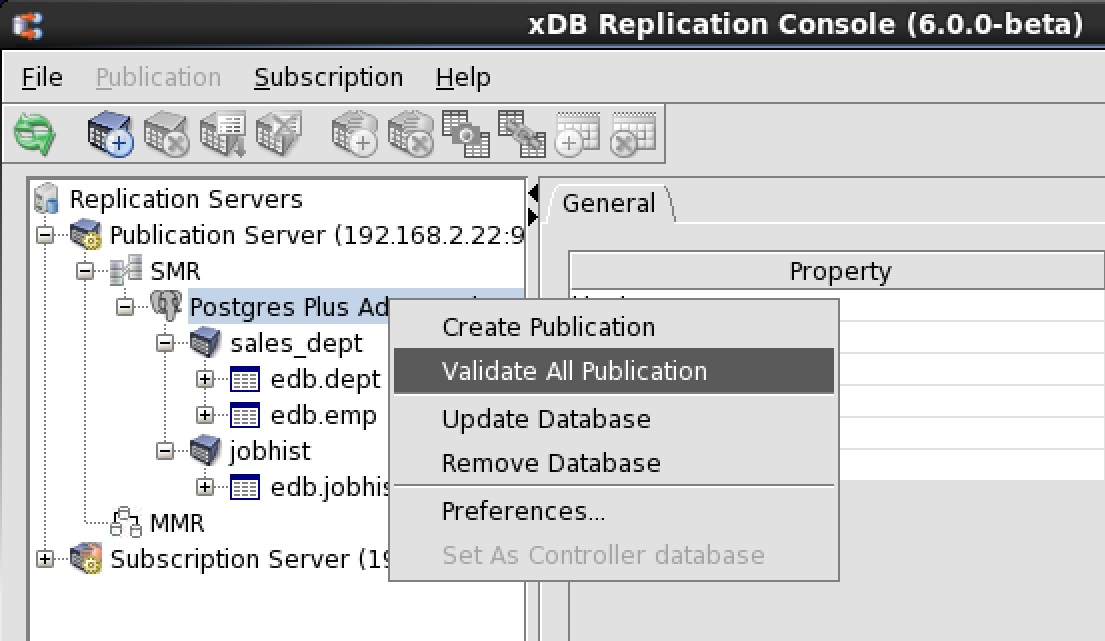 xDB Replication Console (6.0.0-beta)
File Publication Subscription Help
Replication Servers
Publication Server (192.168.2.22:9
SMR
Postgres Plus Ad
sales_dept
edb.dept
edb.emp
jobhist
edb.jobhis
MMR
Subscription Server (19
General
Property
Create Publication
Validate All Publication
Update Database
Remove Database
Preferences...
Set As Controller database